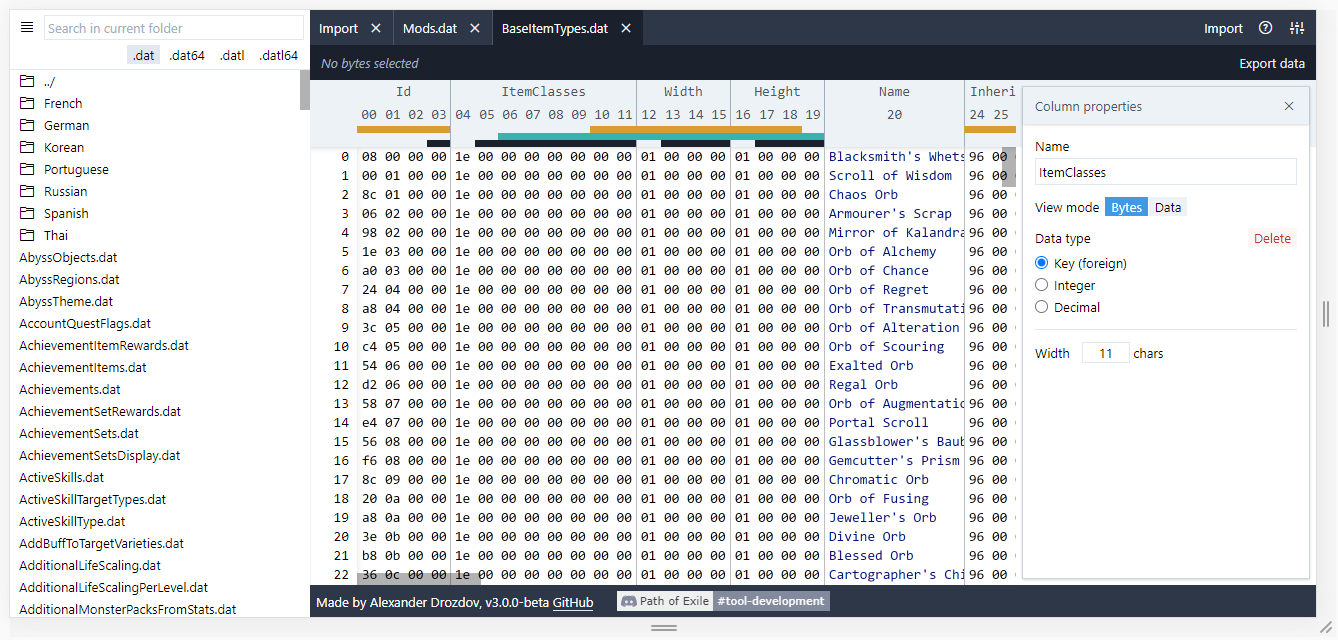 Search in current folder
.dat .dat64 .datl .datl64
../
French
German
Korean
Portuguese
Russian
Spanish
Thai
AbyssObjects.dat
AbyssRegions.dat
AbyssTheme.dat
AccountQuestFlags.dat
AchievementItemRewards.dat
AchievementItems.dat
Achievements.dat
AchievementSetRewards.dat
AchievementSets.dat
AchievementSetsDisplay.dat
ActiveSkills.dat
ActiveSkillTargetTypes.dat
ActiveSkillType.dat
AddBuffToTargetVarieties.dat
AdditionalLifeScaling.dat
AdditionalLifeScalingPerLevel.dat
AdditionalMonsterPacksFromStats.dat
Import Mods.dat BaseItemTypes.dat Import
No bytes selected Export data
Id ItemClasses Width Height Name Inheri
00 01 02 03 04 05 06 07 08 09 10 11 12 13 14 15 16 17 18 19 20 24 25
0 08 00 00 00 1e 00 00 00 00 00 00 00 01 00 00 00 01 00 00 00 Blacksmith's Whets 96 00
1 00 01 00 00 1e 00 00 00 00 00 00 00 01 00 00 00 01 00 00 00 Scroll of Wisdom 96 00
2 8c 01 00 00 1e 00 00 00 00 00 00 00 01 00 00 00 01 00 00 00 Chaos Orb 96 00
3 06 02 00 00 1e 00 00 00 00 00 00 00 01 00 00 00 01 00 00 00 Armourer's Scrap 96 00
4 98 02 00 00 1e 00 00 00 00 00 00 00 01 00 00 00 01 00 00 00 Mirror of Kalandra 96 00
5 1e 03 00 00 1e 00 00 00 00 00 00 00 01 00 00 00 01 00 00 00 Orb of Alchemy 96 00
6 a0 03 00 00 1e 00 00 00 00 00 00 00 01 00 00 00 01 00 00 00 Orb of Chance 96 00
7 24 04 00 00 1e 00 00 00 00 00 00 00 01 00 00 00 01 00 00 00 Orb of Regret 96 00
8 a8 04 00 00 1e 00 00 00 00 00 00 00 01 00 00 00 01 00 00 00 Orb of Transmutati 96 00
9 3c 05 00 00 1e 00 00 00 00 00 00 00 01 00 00 00 01 00 00 00 Orb of Alteration 96 00
10 c4 05 00 00 1e 00 00 00 00 00 00 00 01 00 00 00 01 00 00 00 Orb of Scouring 96 00
11 54 06 00 00 1e 00 00 00 00 00 00 00 01 00 00 00 01 00 00 00 Exalted Orb 96 00
12 d2 06 00 00 1e 00 00 00 00 00 00 00 01 00 00 00 01 00 00 00 Regal Orb 96 00
13 58 07 00 00 1e 00 00 00 00 00 00 00 01 00 00 00 01 00 00 00 Orb of Augmentatic 96 00
14 e4 07 00 00 1e 00 00 00 00 00 00 00 01 00 00 00 01 00 00 00 Portal Scroll 96 00
15 56 08 00 00 1e 00 00 00 00 00 00 00 01 00 00 00 01 00 00 00 Glassblower's Baub 96 00
16 f6 08 00 00 1e 00 00 00 00 00 00 00 01 00 00 00 01 00 00 00 Gemcutter's Prism 96 00
17 8c 09 00 00 1e 00 00 00 00 00 00 00 01 00 00 00 01 00 00 00 Chromatic Orb 96 00
18 20 0a 00 00 1e 00 00 00 00 00 00 00 01 00 00 00 01 00 00 00 Orb of Fusing 96 00
19 a8 0a 00 00 1e 00 00 00 00 00 00 00 01 00 00 00 01 00 00 00 Jeweller's Orb 96 00
20 3e 0b 00 00 1e 00 00 00 00 00 00 00 01 00 00 00 01 00 00 00 Divine Orb 96 00
21 b8 0b 00 00 1e 00 00 00 00 00 00 00 01 00 00 00 01 00 00 00 Blessed Orb 96 00
22 36 0c 00 00 1e 00 00 00 00 00 00 00 01 00 00 00 01 00 00 00 Cartographer's Chi 96 00
Column properties
Name
ItemClasses
View mode Bytes Data
Data type Delete
Key (foreign)
Integer
Decimal
Width 11 chars
Made by Alexander Drozdov, v3.0.0-beta GitHub Path of Exile #tool-development